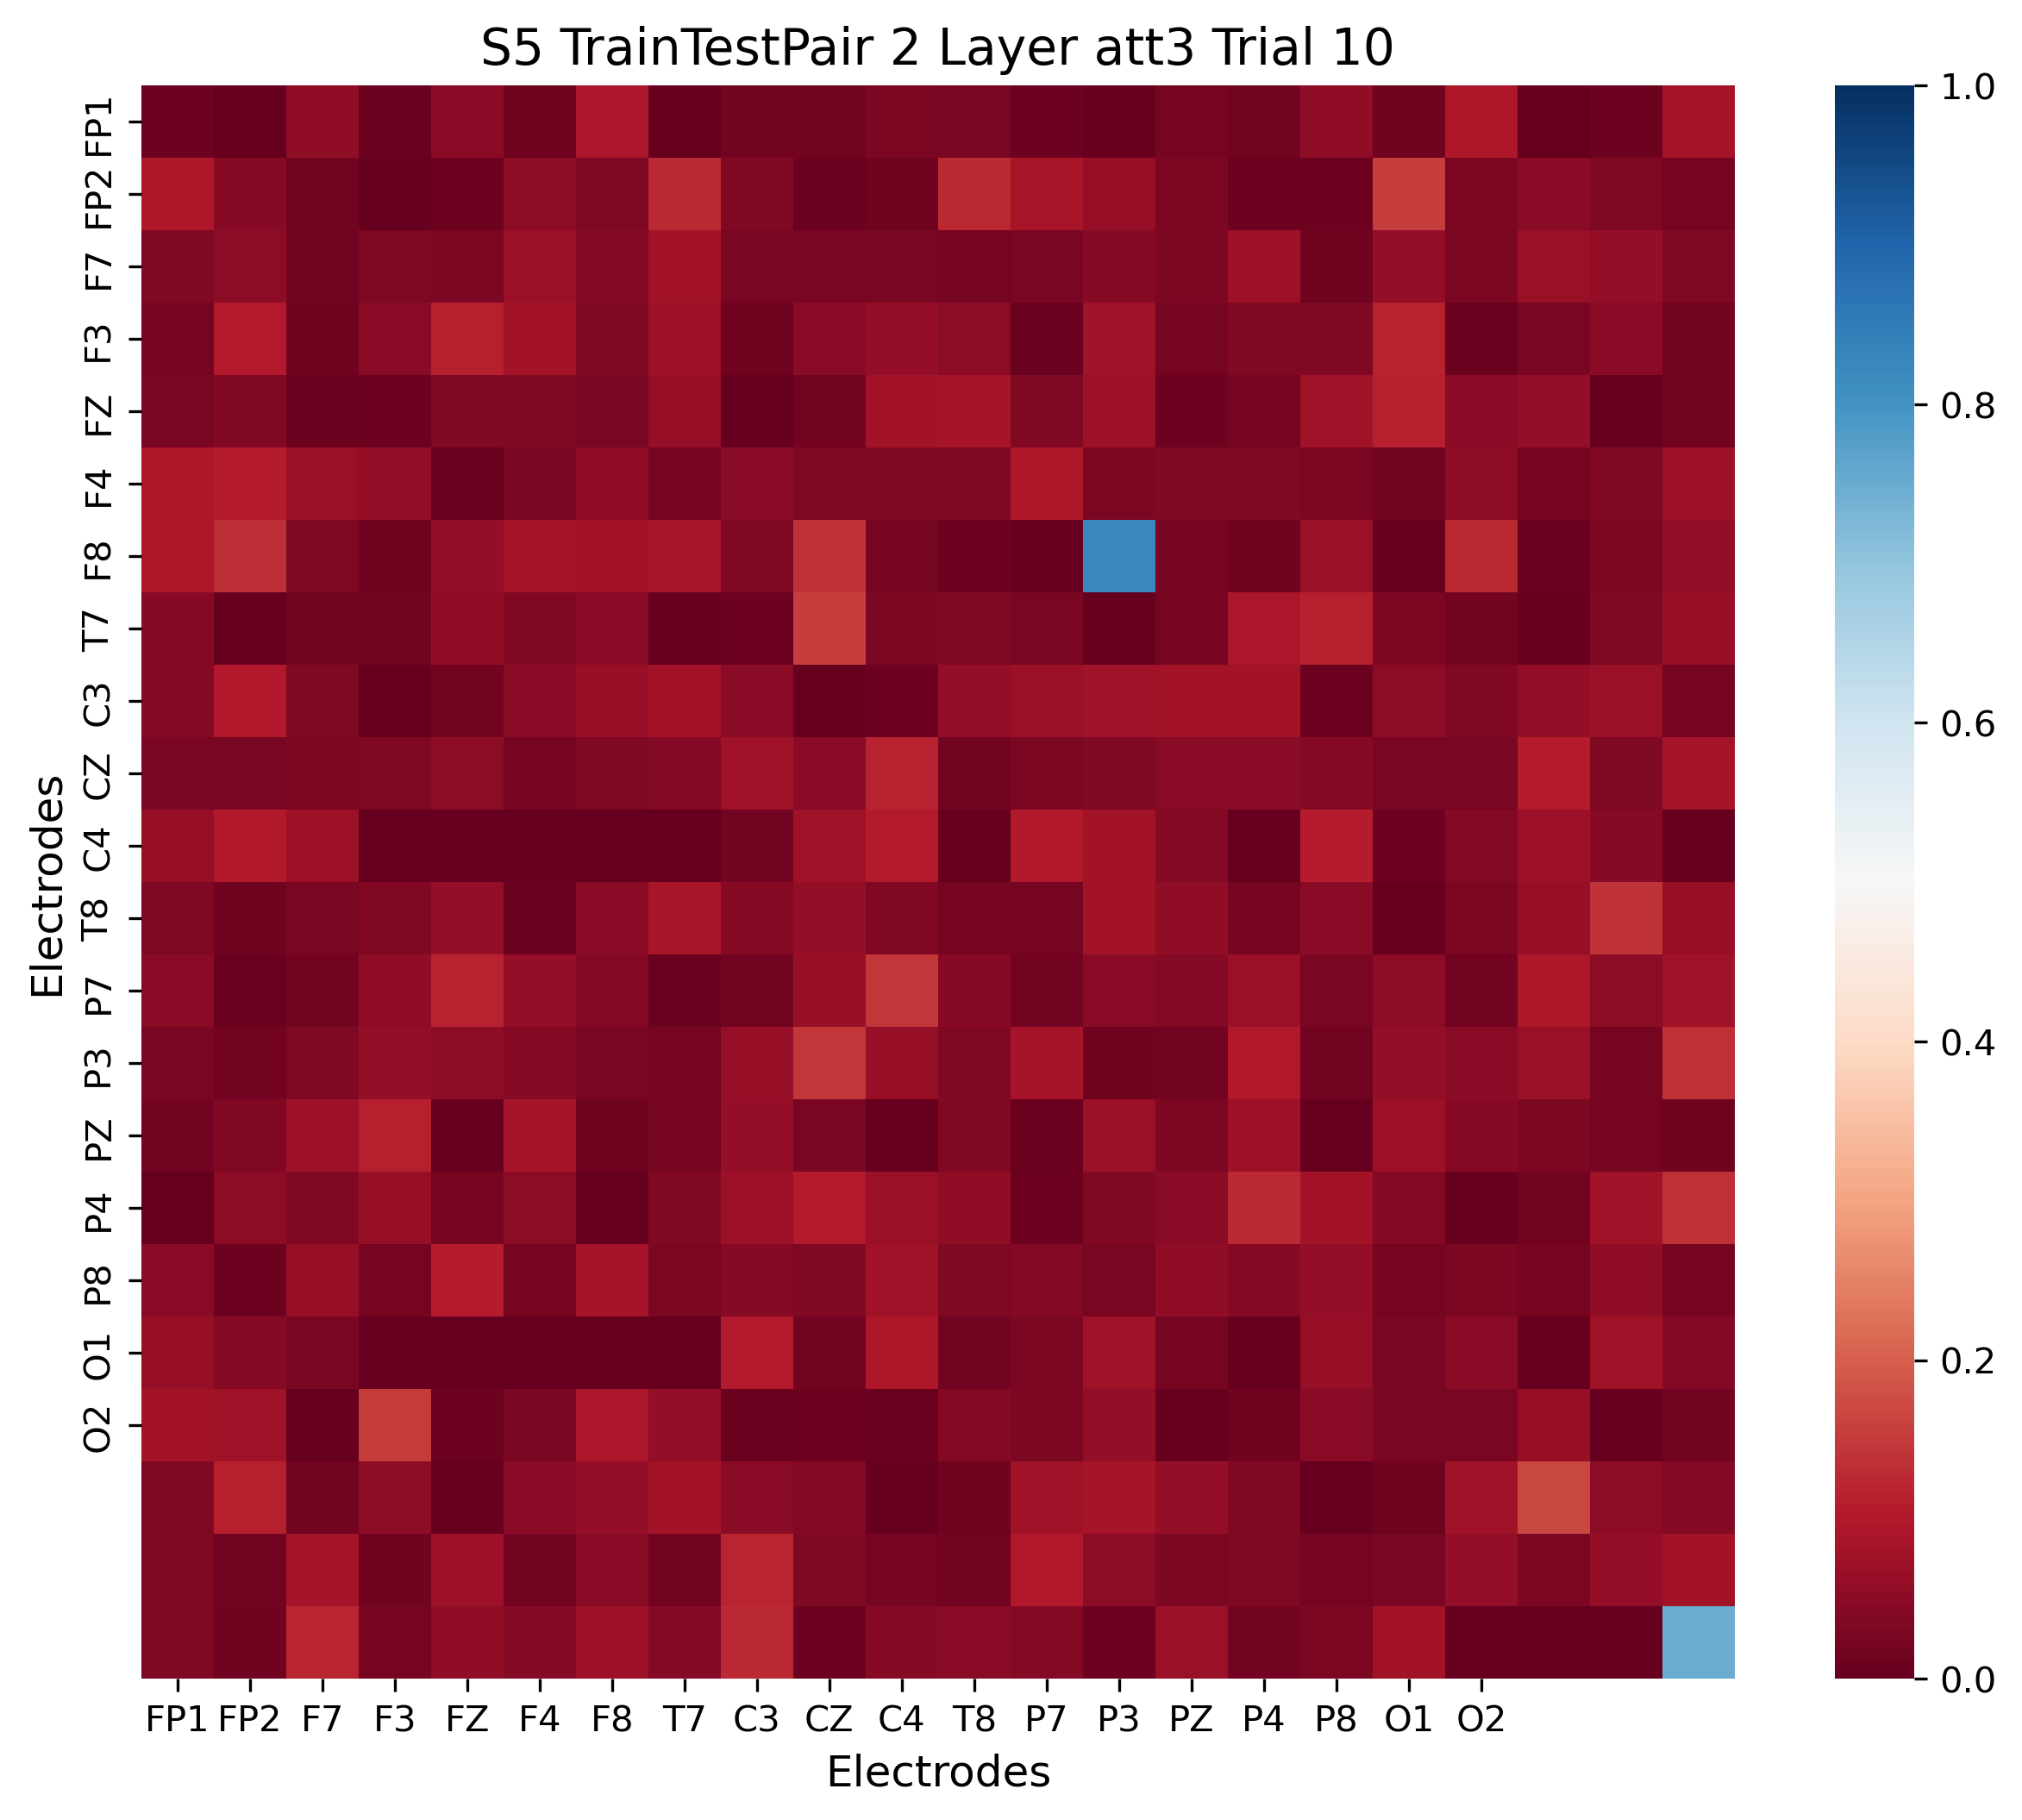 S5 TrainTestPair 2 Layer att3 Trial 10
Electrodes
FP1
FP2
F7
F3
FZ
F4
F8
T7
C3
CZ
C4
T8
P7
P3
PZ
P4
P8
O1
O2
FP1 FP2 F7 F3 FZ F4 F8 T7 C3 CZ C4 T8 P7 P3 PZ P4 P8 O1 O2
Electrodes
1.0
0.8
0.6
0.4
0.2
0.0